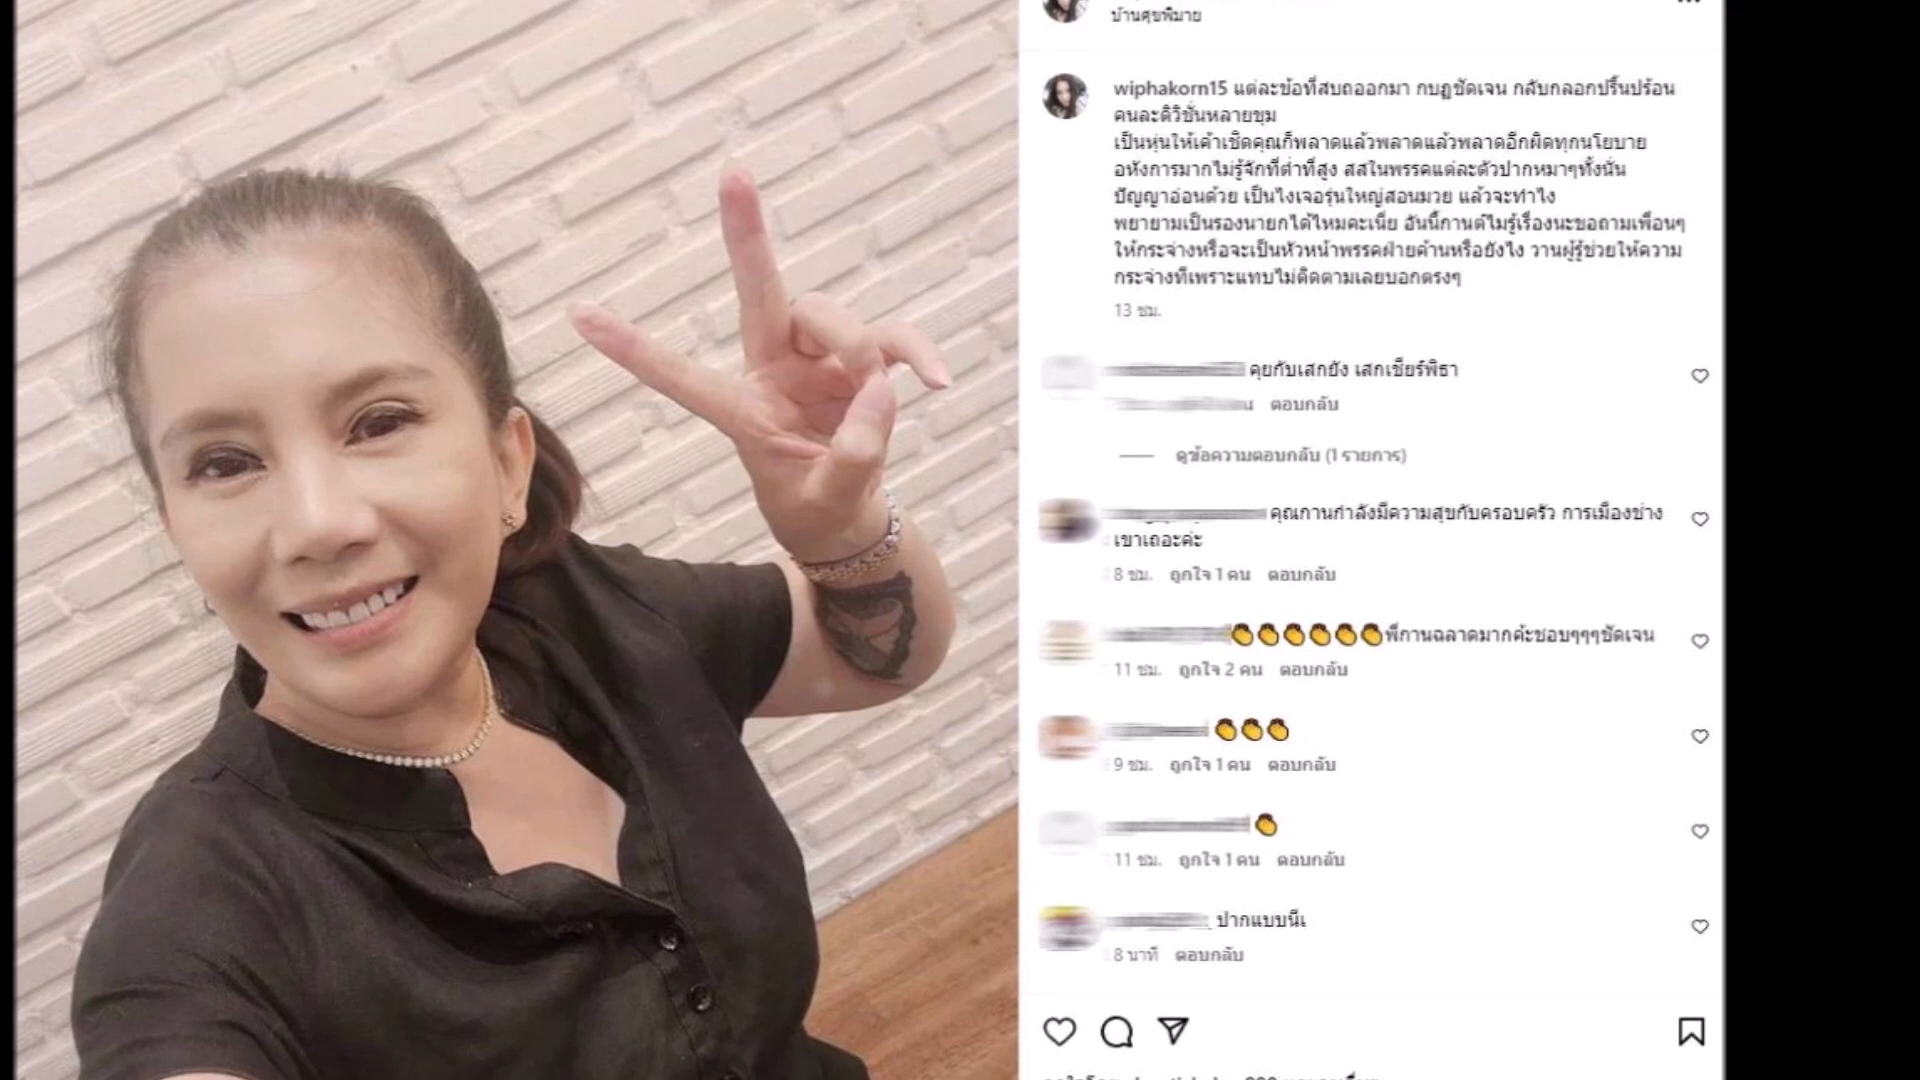 บ้านศุขพิมาย
wiphakorn15 แต่ละข้อที่สบถออกมา กบฏชัดเจน กลับกลอกปริ้นปร้อน
คนละดิวิชั่นหลายขุม
เป็นหุ่นให้เค้าเชิดคุณก็พลาดแล้วพลาดแล้วพลาดอีกผิดทุกนโยบาย
อหังการมากไม่รู้จักที่ต่ำที่สูง สสในพรรคแต่ละตัวปากหมาๆทั้งนั้น
ปัญญาอ่อนด้วย เป็นไงเจอรุ่นใหญ่สอนมวย แล้วจะทำไง
พยายามเป็นรองนายกได้ไหมคะเนี่ย อันนี้กานต์ไม่รู้เรื่องนะขอถามเพื่อนๆ
ให้กระจ่างหรือจะเป็นหัวหน้าพรรคฝ่ายค้านหรือยังไง วานผู้รู้ช่วยให้ความ
กระจ่างทีเพราะแทบไม่ติดตามเลยบอกตรงๆ
13 ชม.
คุยกับเสกยัง เสกเชียร์พิธา
ตอบกลับ
ดูข้อความตอบกลับ (1 รายการ)
คุณกานกำลังมีความสุขกับครอบครัว การเมืองช่าง
เขาเถอะค่ะ
8 ชม. ถูกใจ 1 คน ตอบกลับ
👏👏👏👏👏👏พี่กานฉลาดมากค้ะชอบๆๆๆชัดเจน
11 ชม. ถูกใจ 2 คน ตอบกลับ
👏👏👏
9 ชม. ถูกใจ 1 คน ตอบกลับ
👏
11 ชม. ถูกใจ 1 คน ตอบกลับ
ปากแบบนี้เ
8 นาที ตอบกลับ